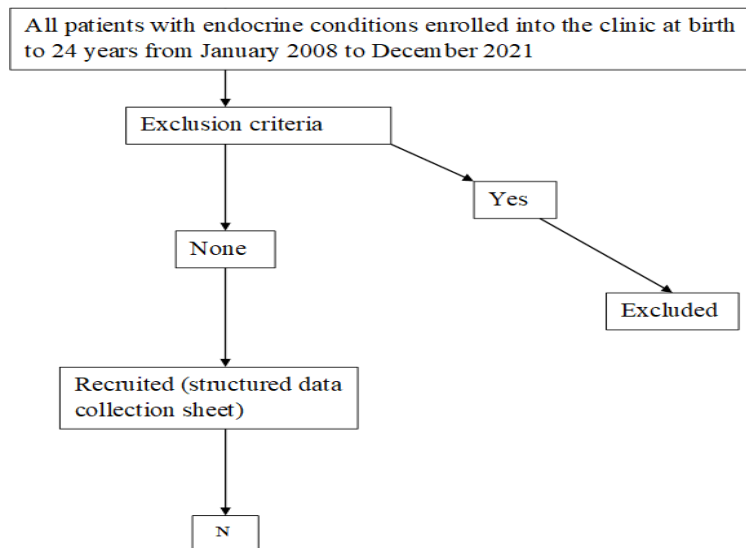 All patients with endocrine conditions enrolled into the clinic at birth
to 24 years from January 2008 to December 2021
Exclusion criteria
Yes
None
Excluded
Recruited (structured data
collection sheet)
N